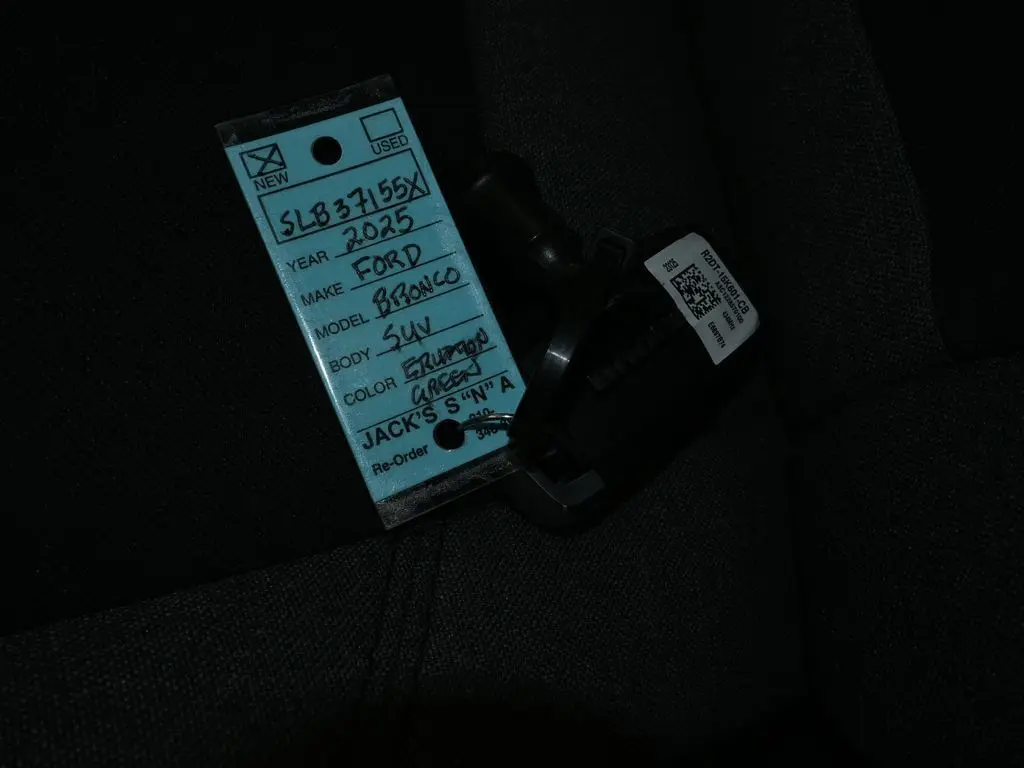 NEW
USED
SLB37155X
YEAR 2025
MAKE FORD
MODEL BRONCO
BODY SUV
COLOR ERUPTION
GREEN
JACK'S S "N" A
Re-Order
R2DT-15K601-CB